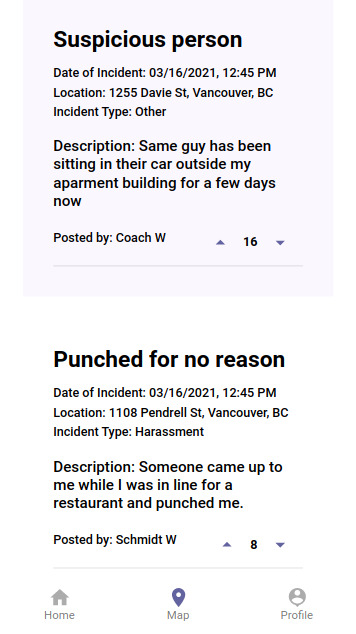 Suspicious person
Date of Incident: 03/16/2021, 12:45 PM
Location: 1255 Davie St, Vancouver, BC
Incident Type: Other
Description: Same guy has been
sitting in their car outside my
aparment building for a few days
now
Posted by: Coach W 16
Punched for no reason
Date of Incident: 03/16/2021, 12:45 PM
Location: 1108 Pendrell St, Vancouver, BC
Incident Type: Harassment
Description: Someone came up to
me while I was in line for a
restaurant and punched me.
Posted by: Schmidt W 8
Home Map Profile